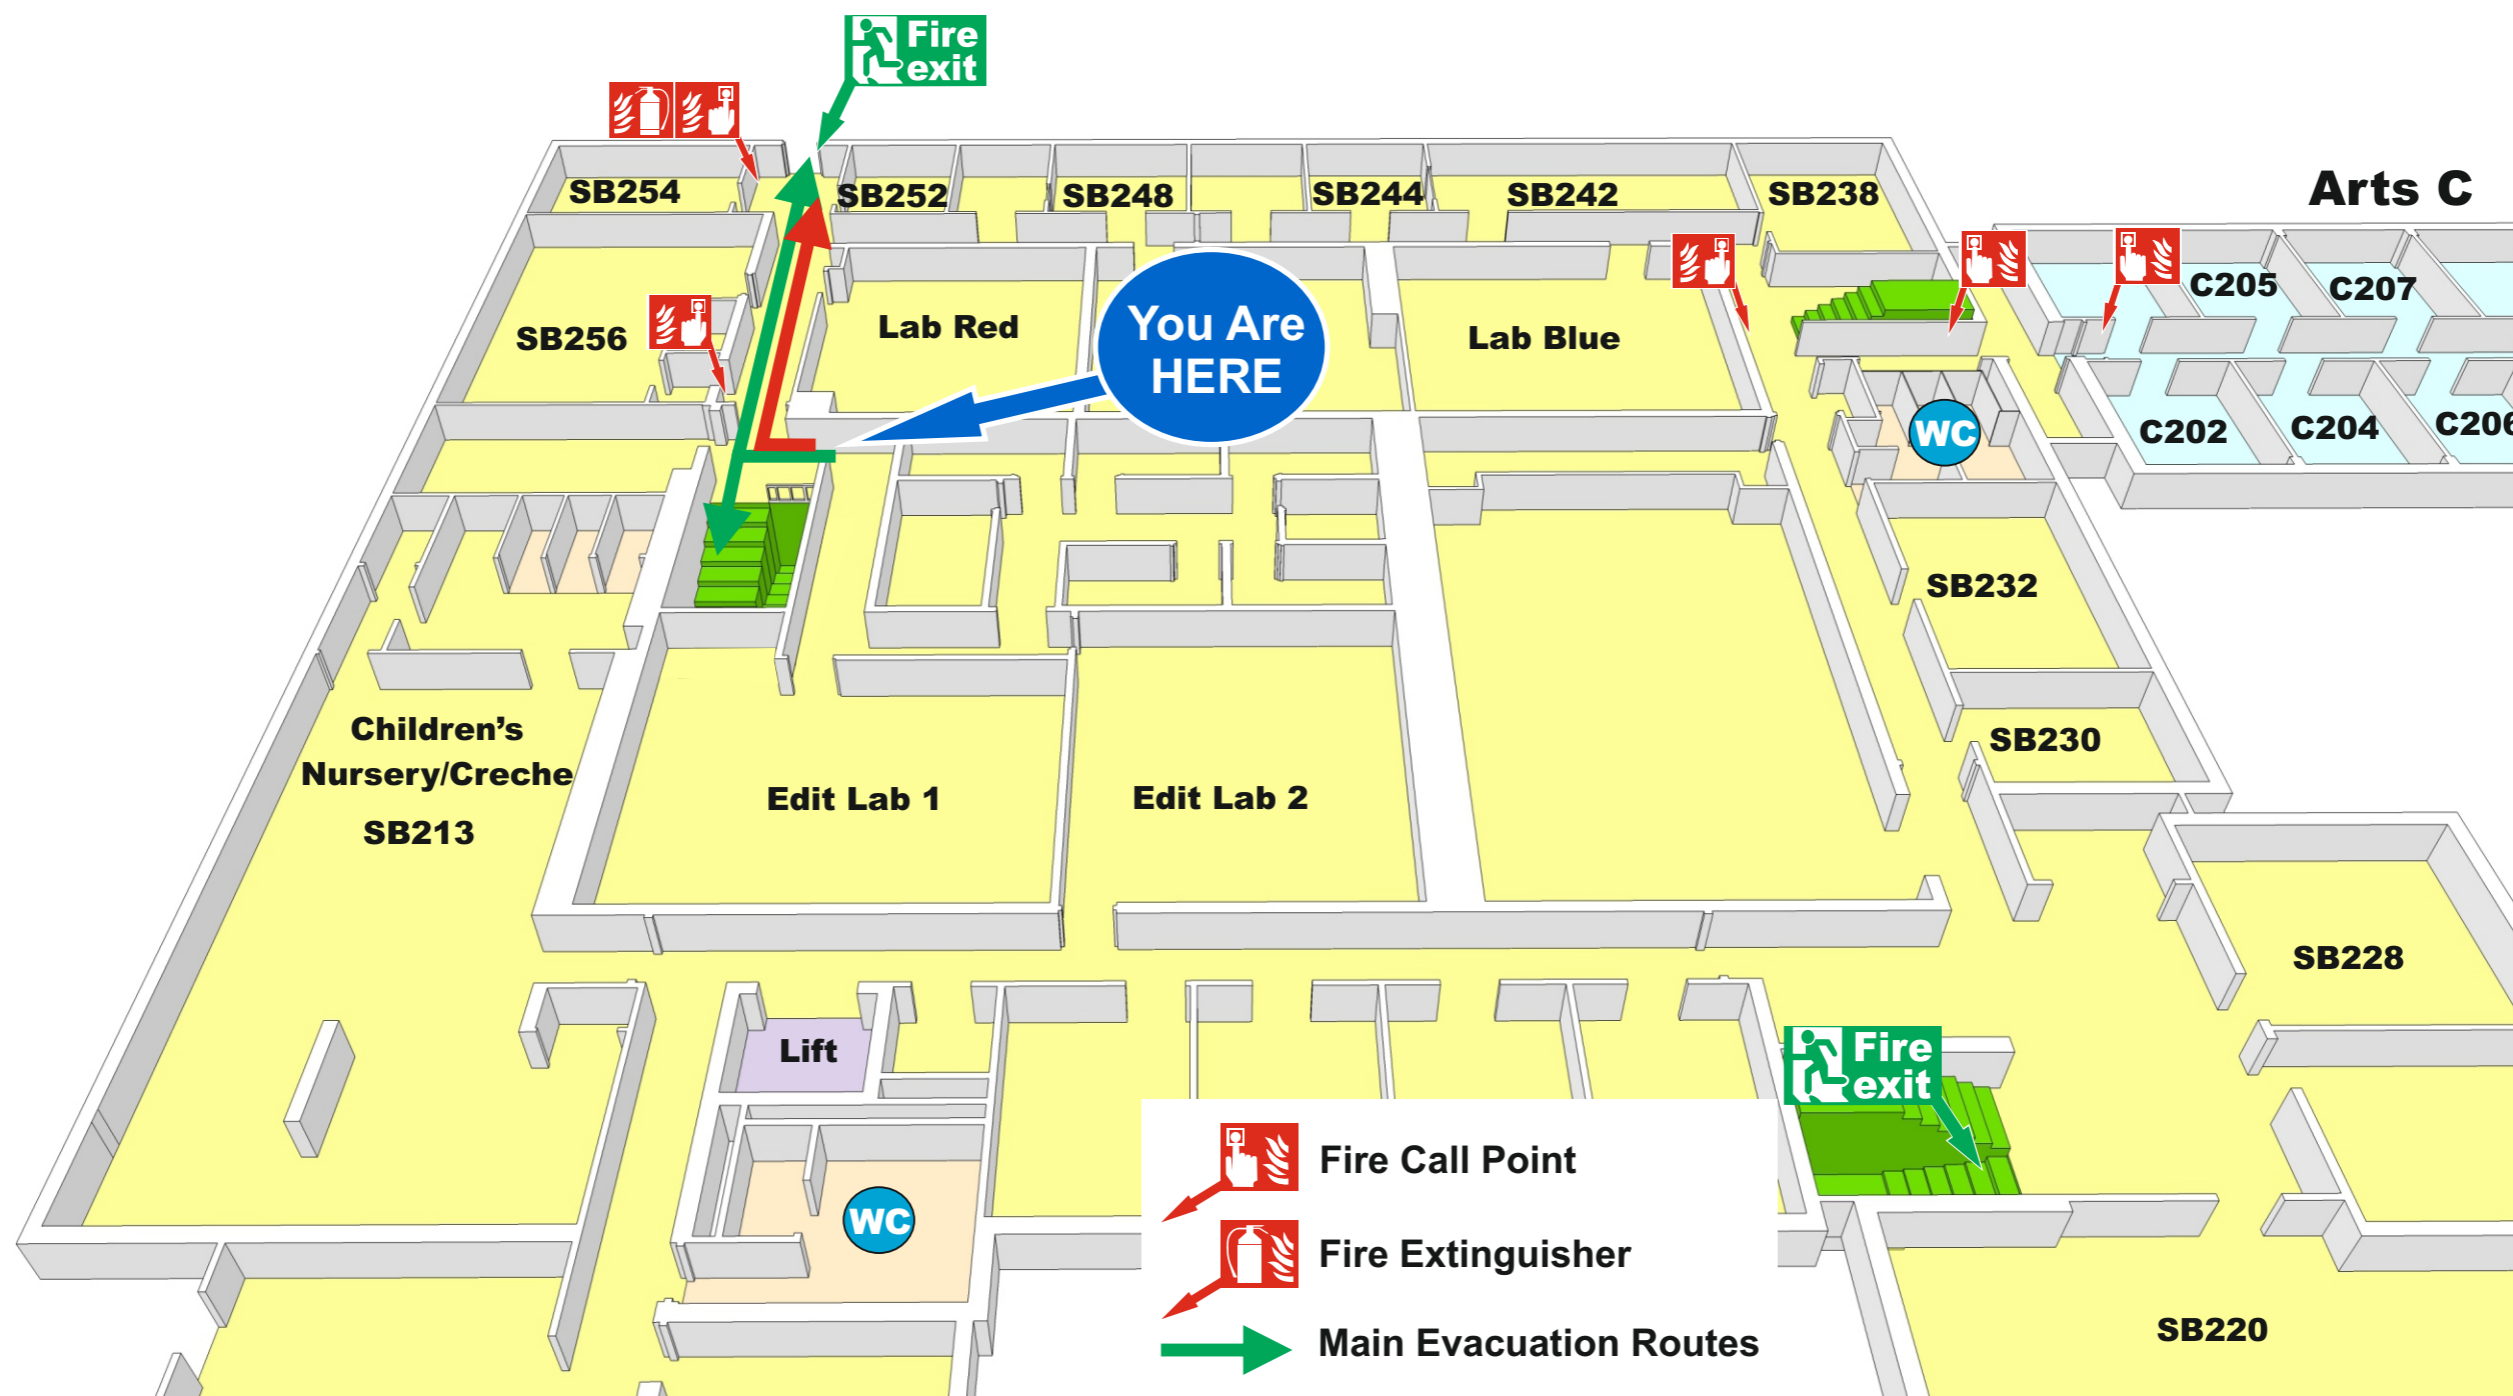 Fire
exit
SB254
SB252
SB248
SB244
SB242
SB238
Arts C
SB256
Lab Red
You Are
HERE
Lab Blue
C205
C207
WC
C202
C204
C206
SB232
SB230
Children's
Nursery/Creche
SB213
Edit Lab 1
Edit Lab 2
SB228
Lift
Fire
exit
WC
Fire Call Point
Fire Extinguisher
Main Evacuation Routes
SB220